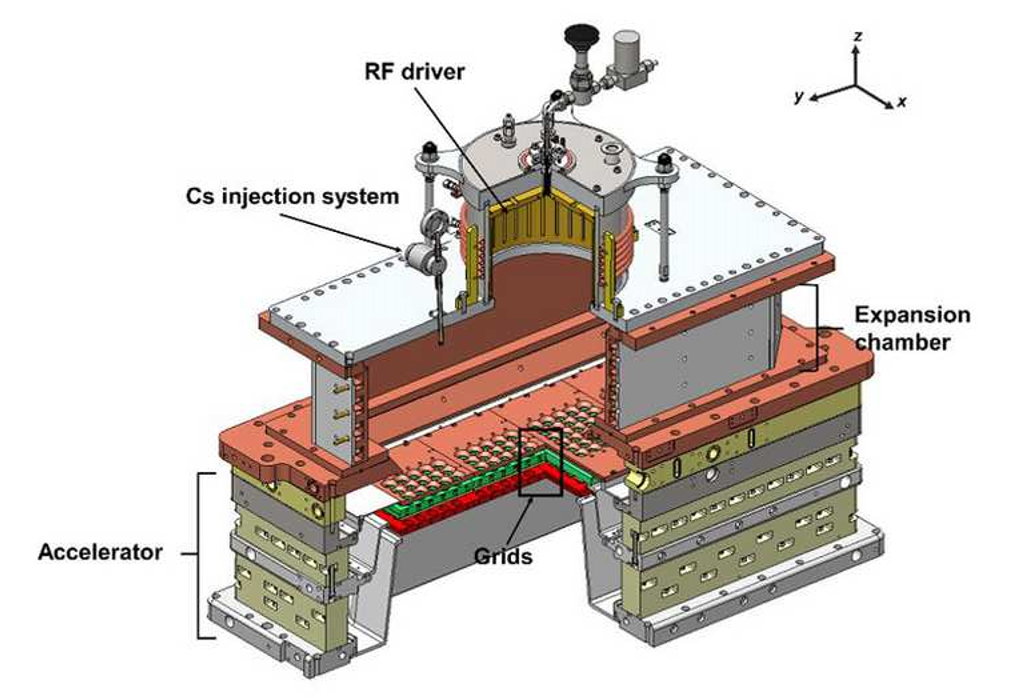 RF driver
z
y
x
Cs injection system
Expansion
chamber
Accelerator
Grids